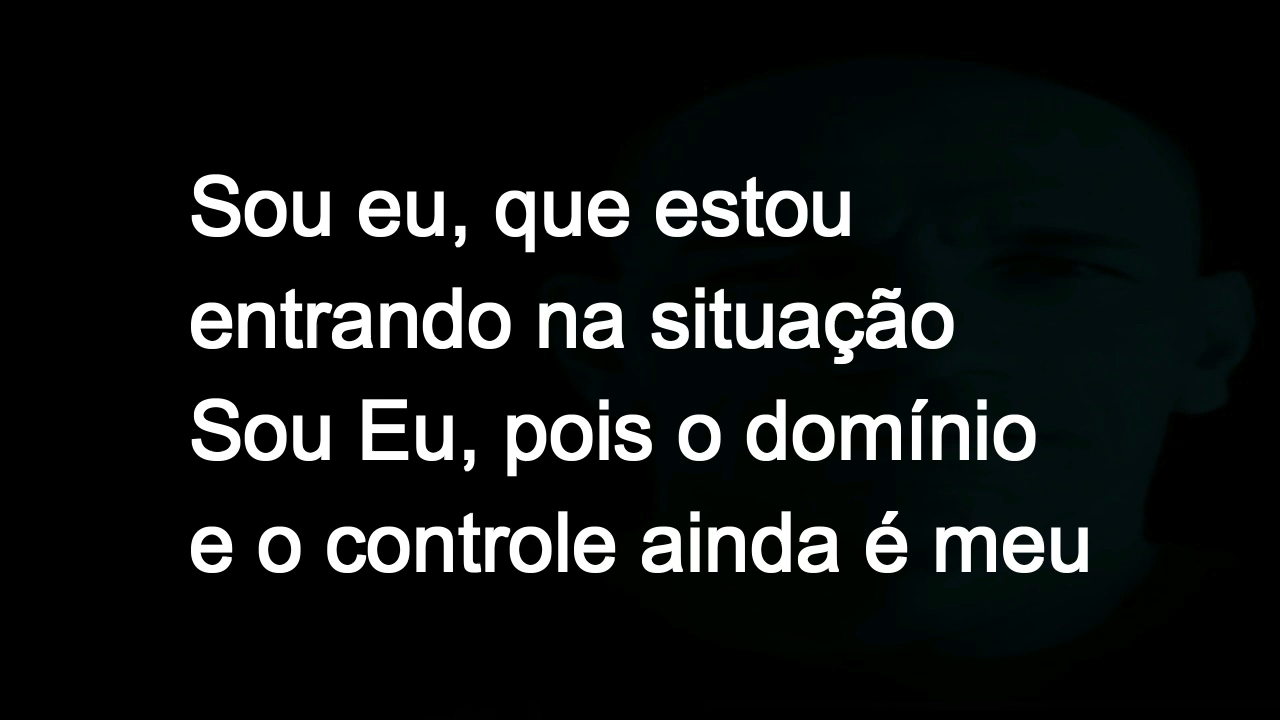 Sou eu, que estou
entrando na situação
Sou Eu, pois o domínio
e o controle ainda é meu